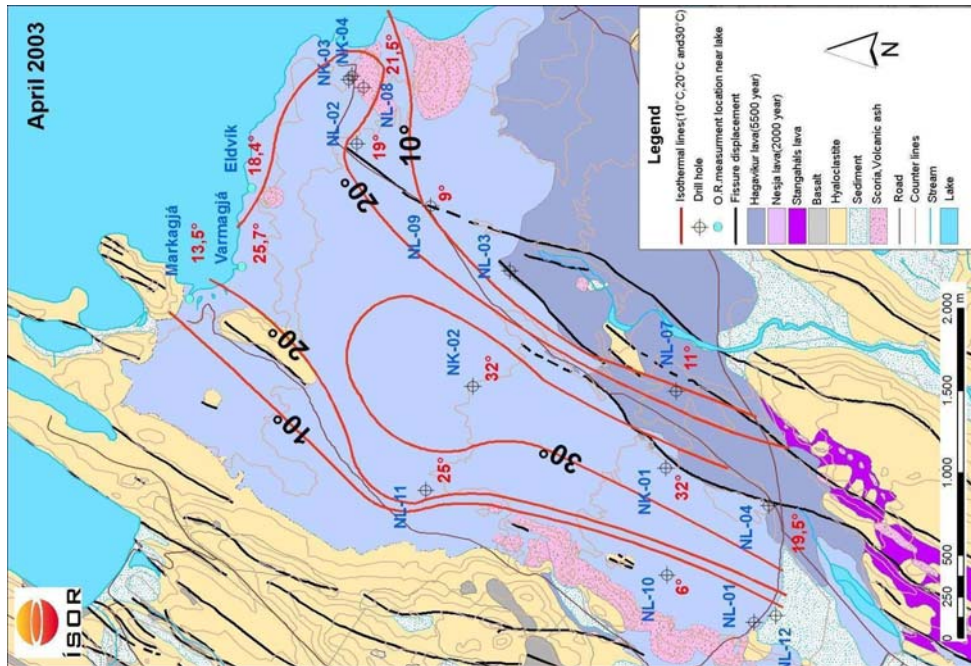 April 2003
ÍSOR
Markagjá
13,5°
Varmagjá
25,7°
Eldvík
18,4°
NK-03
NK-04
NL-02
NL-08
21,5°
19°
10°
20°
9°
NL-09
NL-03
20°
10°
NK-02
32°
NL-11
25°
30°
NL-07
11°
NK-01
32°
NL-04
19,5°
NL-10
6°
NL-01
NL-12
Legend
Isothermal lines(10°C,20°C and30°C)
Drill hole
O.R.measurment location near lake
Fissure displacement
Hagavikur lava(5500 year)
Nesja lava(2000 year)
Stangaháls lava
Basalt
Hyaloclastite
Sediment
Scoria,Volcanic ash
Road
Counter lines
Stream
Lake
N
0 250 500 1.000 1.500 2.000
m